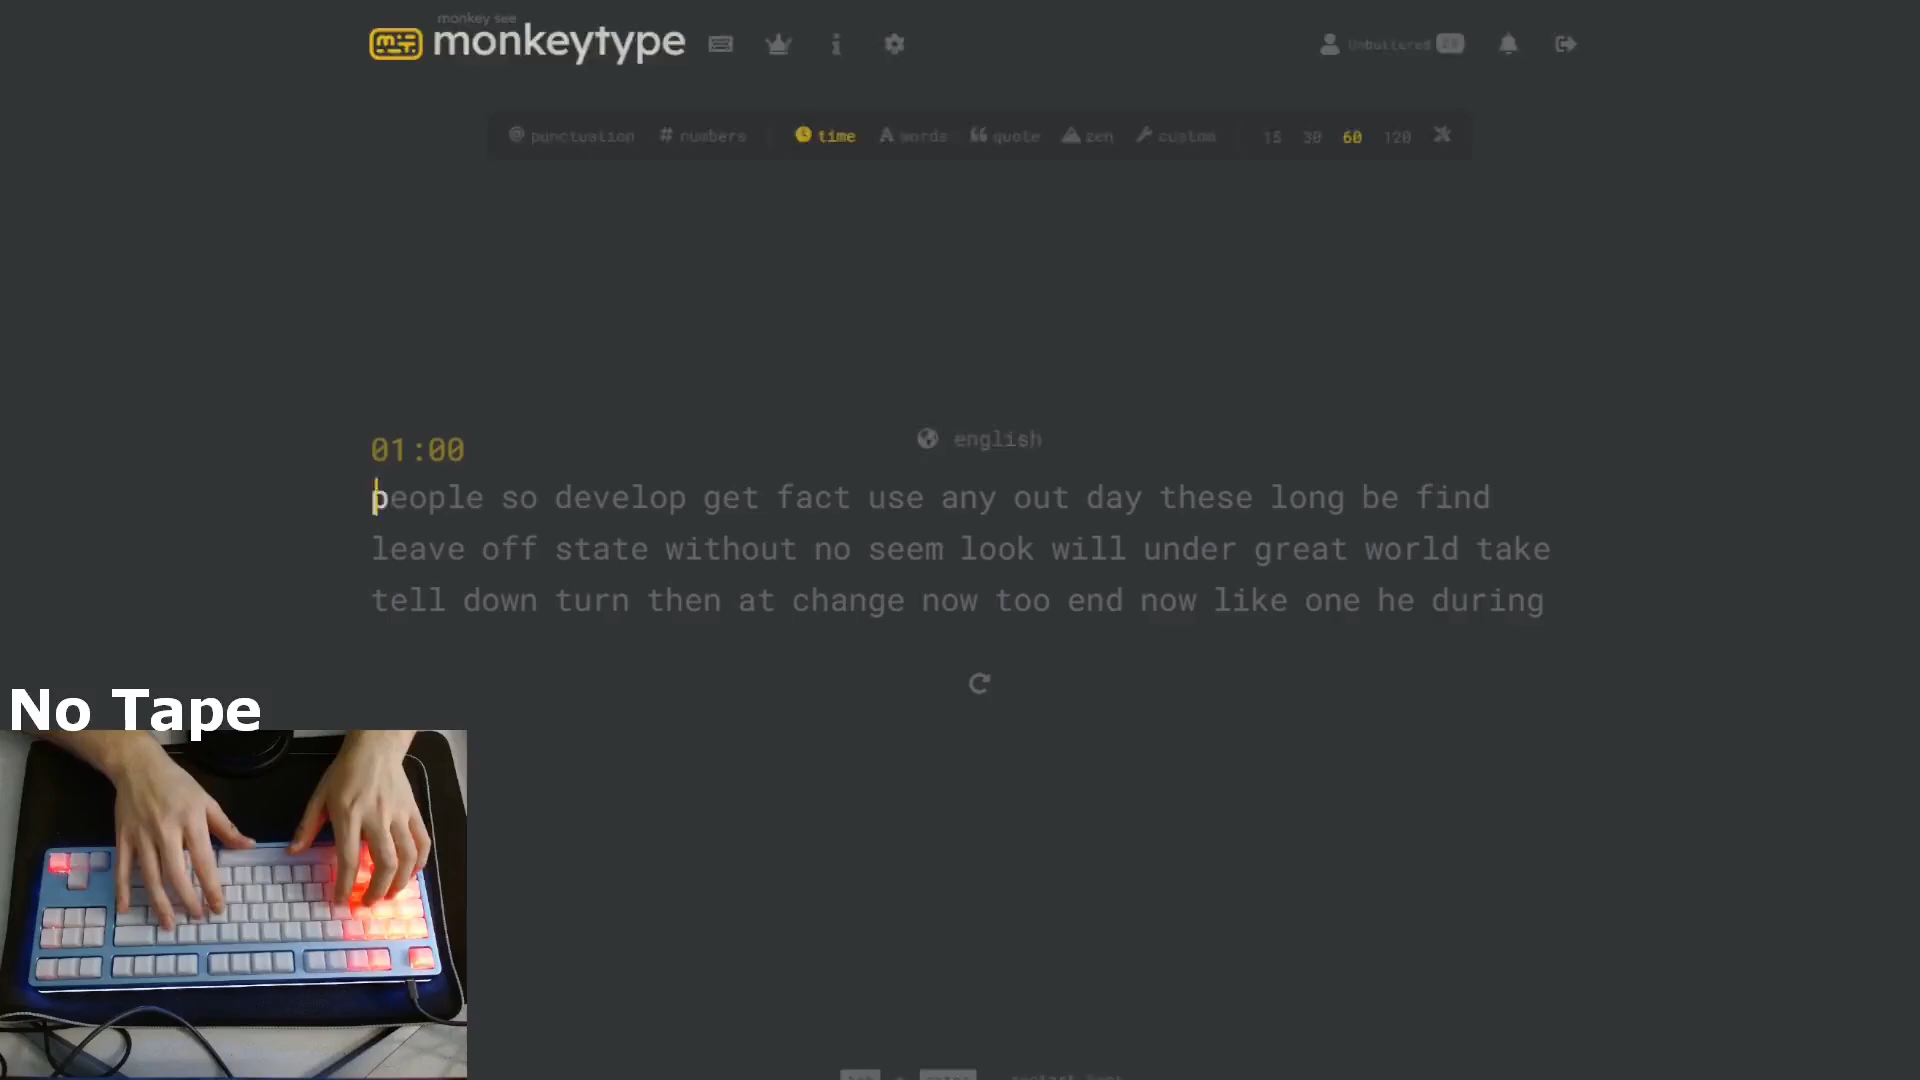 monkey see
monkeytype
Unbuttered
punctuation numbers time words quote zen custom 15 30 60 120
english
01:00
people so develop get fact use any out day these long be find
leave off state without no seem look will under great world take
tell down turn then at change now too end now like one he during
No Tape